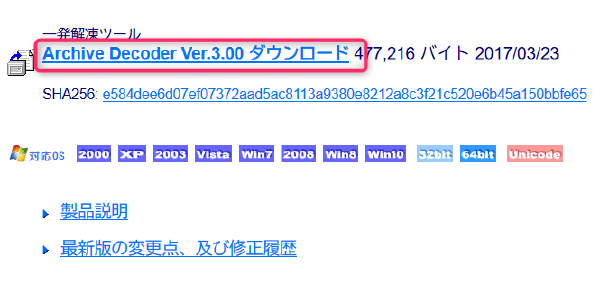 一発解凍ツール
Archive Decoder Ver.3.00 ダウンロード 477,216 バイト 2017/03/23
SHA256: e584dee6d07ef07372aad5ac8113a9380e8212a8c3f21c520e6b45a150bbfe65
対応OS 2000 XP 2003 Vista Win7 2008 Win8 Win10 32bit 64bit Unicode
製品説明
最新版の変更点、及び修正履歴